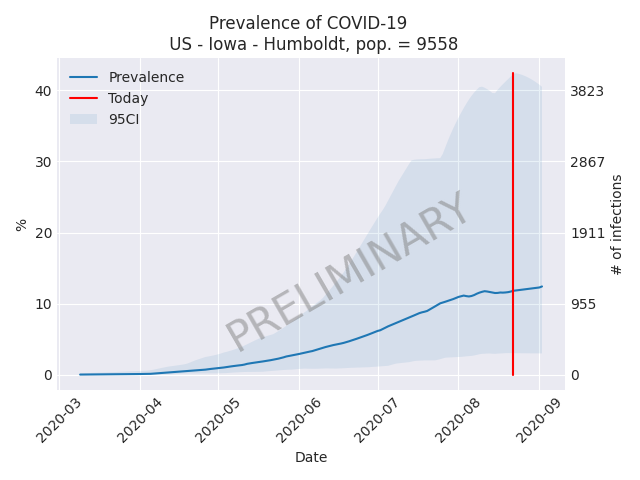 Prevalence of COVID-19
US - Iowa - Humboldt, pop. = 9558
Prevalence
Today
95CI
40
30
20
10
0
%
3823
2867
1911
955
0
# of infections
PRELIMINARY
2020-03
2020-04
2020-05
2020-06
2020-07
2020-08
2020-09
Date